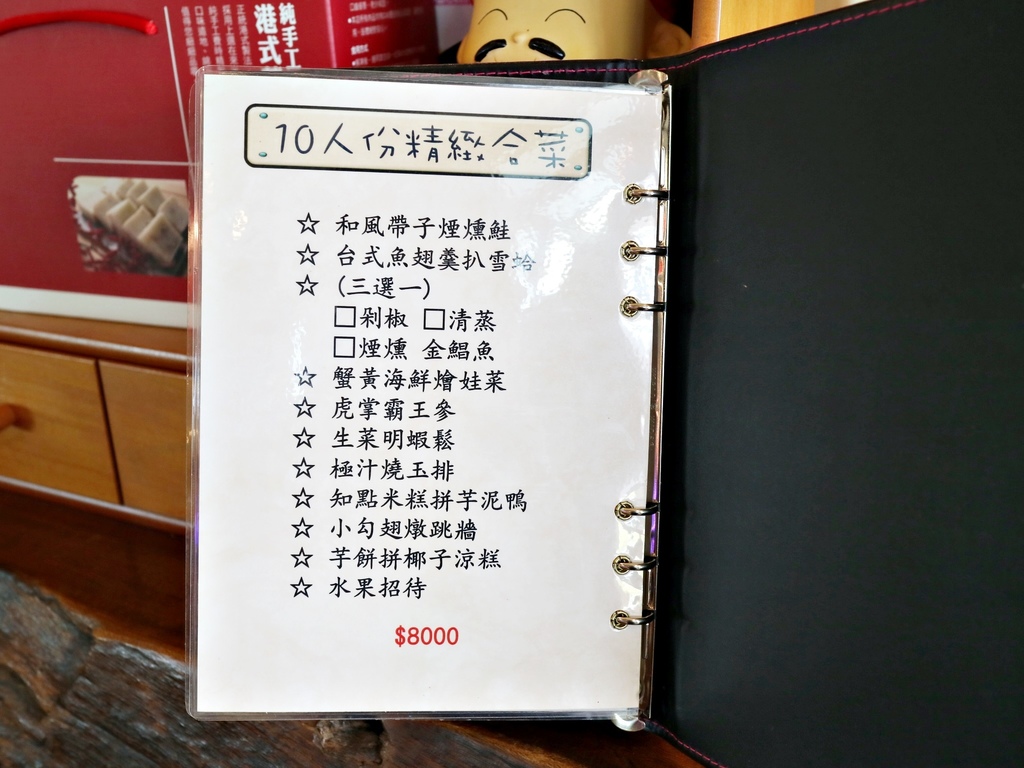 純手工
港式
10人份精緻合菜
☆ 和風帶子煙燻鮭
☆ 台式魚翅羹扒雪蛤
☆ (三選一)
□剁椒 □清蒸
□煙燻 金鯧魚
☆ 蟹黃海鮮燴娃菜
☆ 虎掌霸王參
☆ 生菜明蝦鬆
☆ 極汁燒玉排
☆ 知點米糕拼芋泥鴨
☆ 小勾翅燉跳牆
☆ 芋餅拼椰子涼糕
☆ 水果招待
$8000